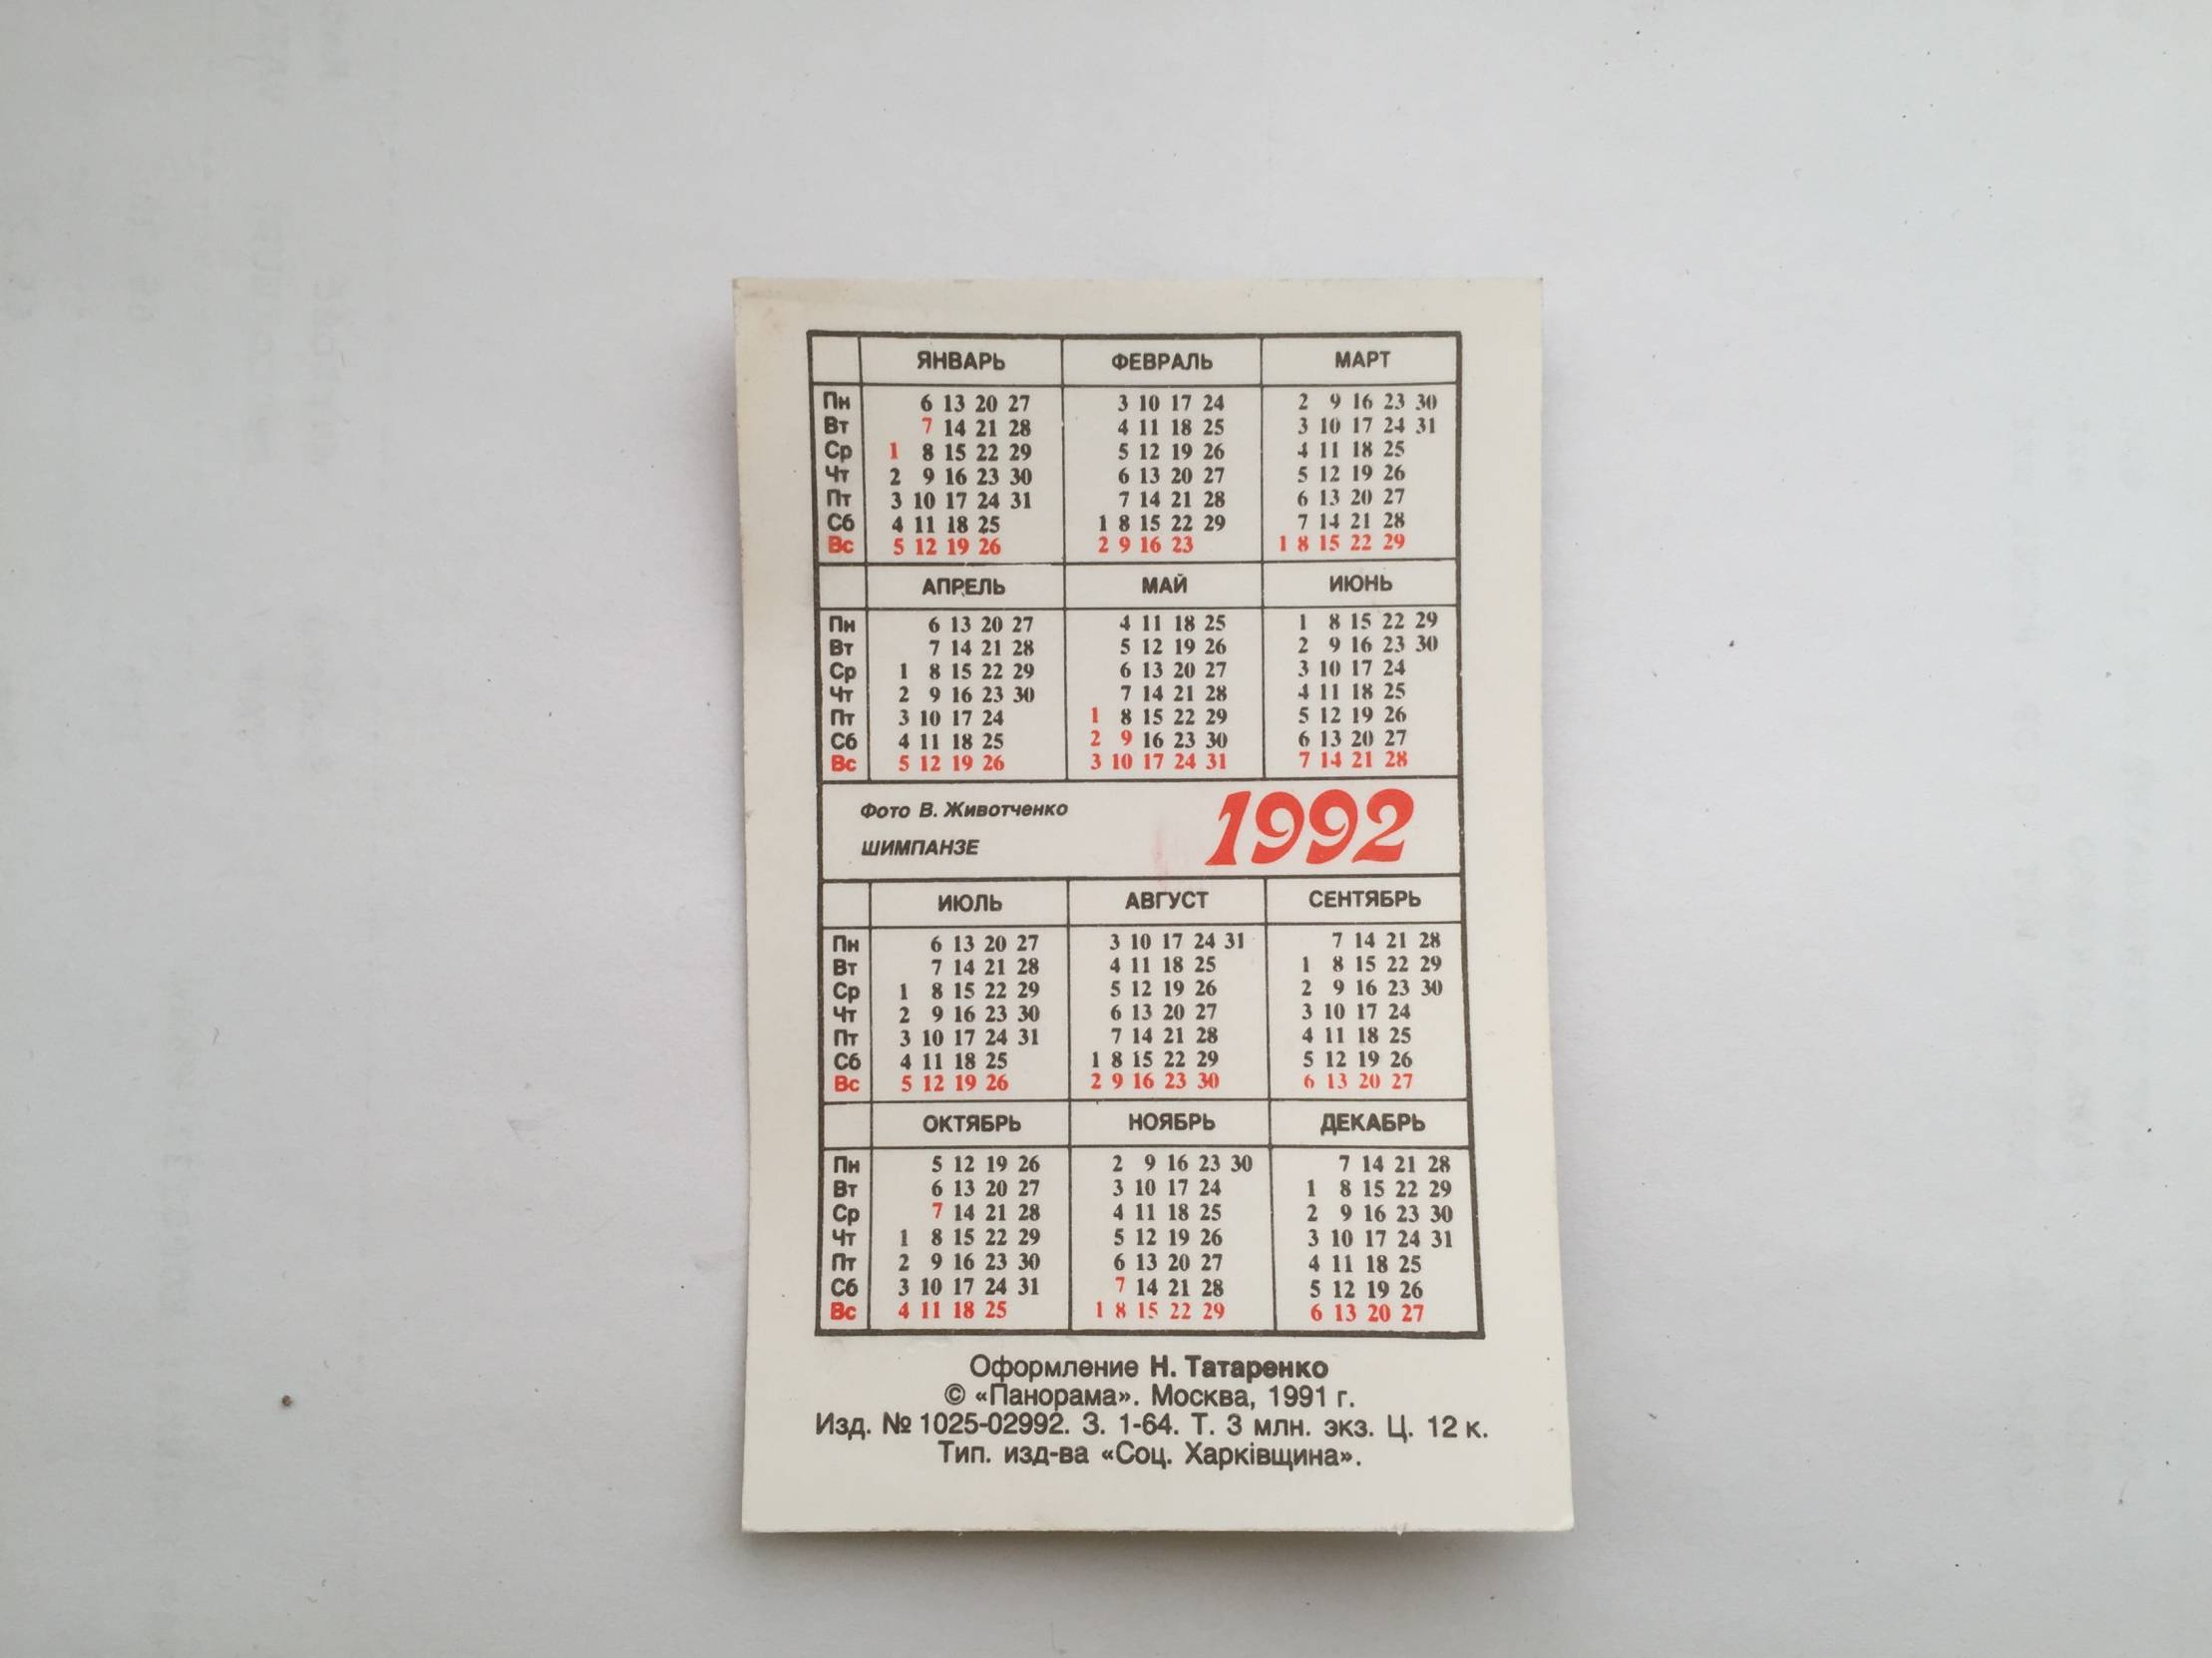 ЯНВАРЬ ФЕВРАЛЬ МАРТ
Пн 6 13 20 27 3 10 17 24 2 9 16 23 30
Вт 7 14 21 28 4 11 18 25 3 10 17 24 31
Ср 1 8 15 22 29 5 12 19 26 4 11 18 25
Чт 2 9 16 23 30 6 13 20 27 5 12 19 26
Пт 3 10 17 24 31 7 14 21 28 6 13 20 27
Сб 4 11 18 25 1 8 15 22 29 7 14 21 28
Вс 5 12 19 26 2 9 16 23 1 8 15 22 29
АПРЕЛЬ МАЙ ИЮНЬ
Пн 6 13 20 27 4 11 18 25 1 8 15 22 29
Вт 7 14 21 28 5 12 19 26 2 9 16 23 30
Ср 1 8 15 22 29 6 13 20 27 3 10 17 24
Чт 2 9 16 23 30 7 14 21 28 4 11 18 25
Пт 3 10 17 24 1 8 15 22 29 5 12 19 26
Сб 4 11 18 25 2 9 16 23 30 6 13 20 27
Вс 5 12 19 26 3 10 17 24 31 7 14 21 28
Фото В. Животченко
ШИМПАНЗЕ
1992
ИЮЛЬ АВГУСТ СЕНТЯБРЬ
Пн 6 13 20 27 3 10 17 24 31 7 14 21 28
Вт 7 14 21 28 4 11 18 25 1 8 15 22 29
Ср 1 8 15 22 29 5 12 19 26 2 9 16 23 30
Чт 2 9 16 23 30 6 13 20 27 3 10 17 24
Пт 3 10 17 24 31 7 14 21 28 4 11 18 25
Сб 4 11 18 25 1 8 15 22 29 5 12 19 26
Вс 5 12 19 26 2 9 16 23 30 6 13 20 27
ОКТЯБРЬ НОЯБРЬ ДЕКАБРЬ
Пн 5 12 19 26 2 9 16 23 30 7 14 21 28
Вт 6 13 20 27 3 10 17 24 1 8 15 22 29
Ср 7 14 21 28 4 11 18 25 2 9 16 23 30
Чт 1 8 15 22 29 5 12 19 26 3 10 17 24 31
Пт 2 9 16 23 30 6 13 20 27 4 11 18 25
Сб 3 10 17 24 31 7 14 21 28 5 12 19 26
Вс 4 11 18 25 1 8 15 22 29 6 13 20 27
Оформление Н. Татаренко
© «Панорама». Москва, 1991 г.
Изд. № 1025-02992. З. 1-64. Т. 3 млн. экз. Ц. 12 к.
Тип. изд-ва «Соц. Харківщина».